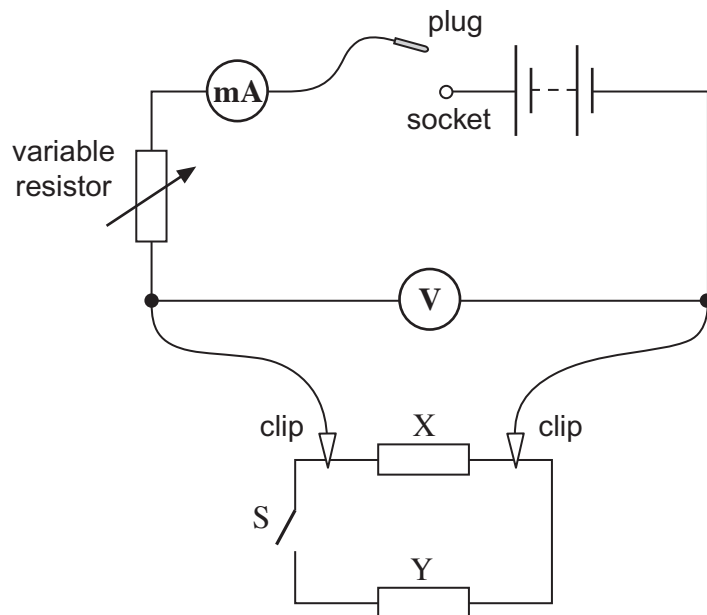 plug
mA
socket
variable
resistor
V
clip
X
clip
S
Y